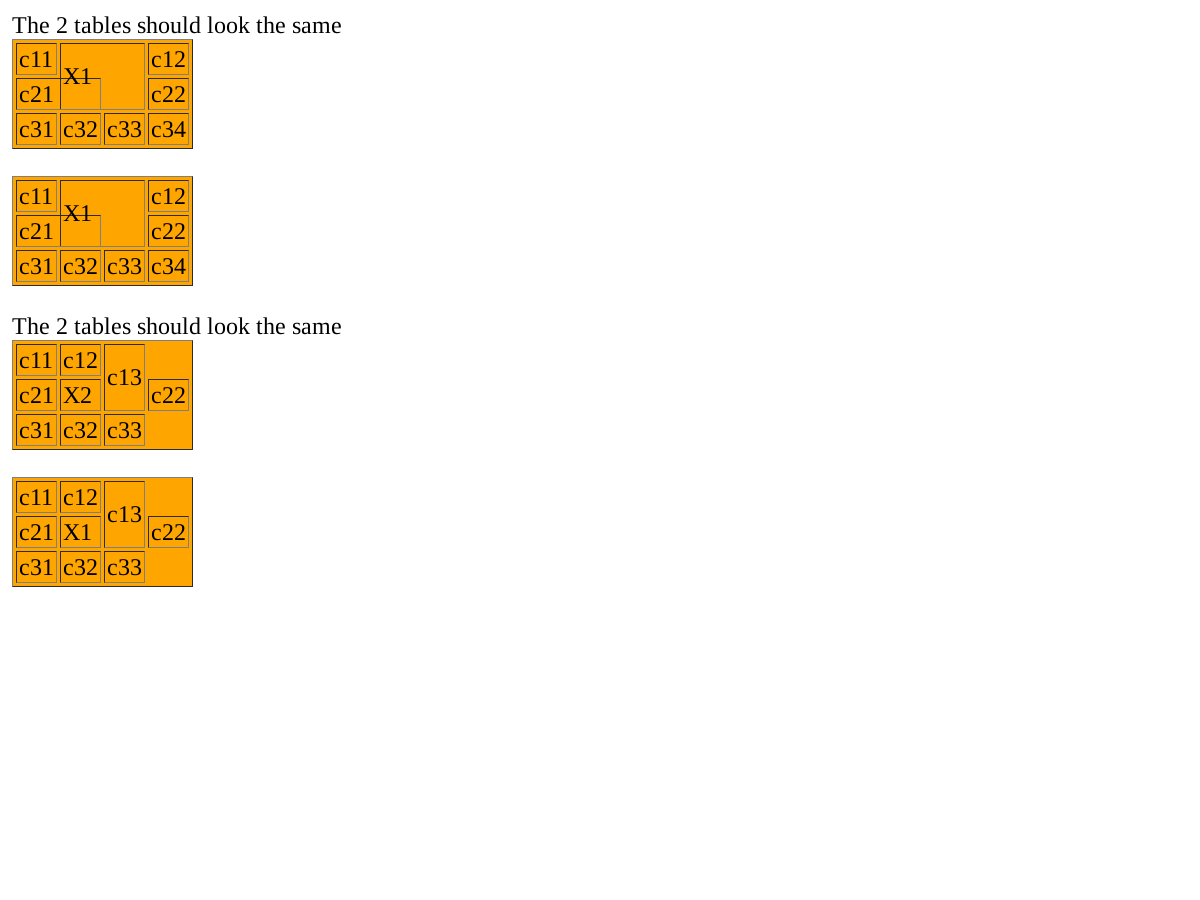 The 2 tables should look the same
c11 X1 c12
c21 c22
c31 c32 c33 c34
c11 X1 c12
c21 c22
c31 c32 c33 c34
The 2 tables should look the same
c11 c12 c13
c21 X2 c22
c31 c32 c33
c11 c12 c13
c21 X1 c22
c31 c32 c33